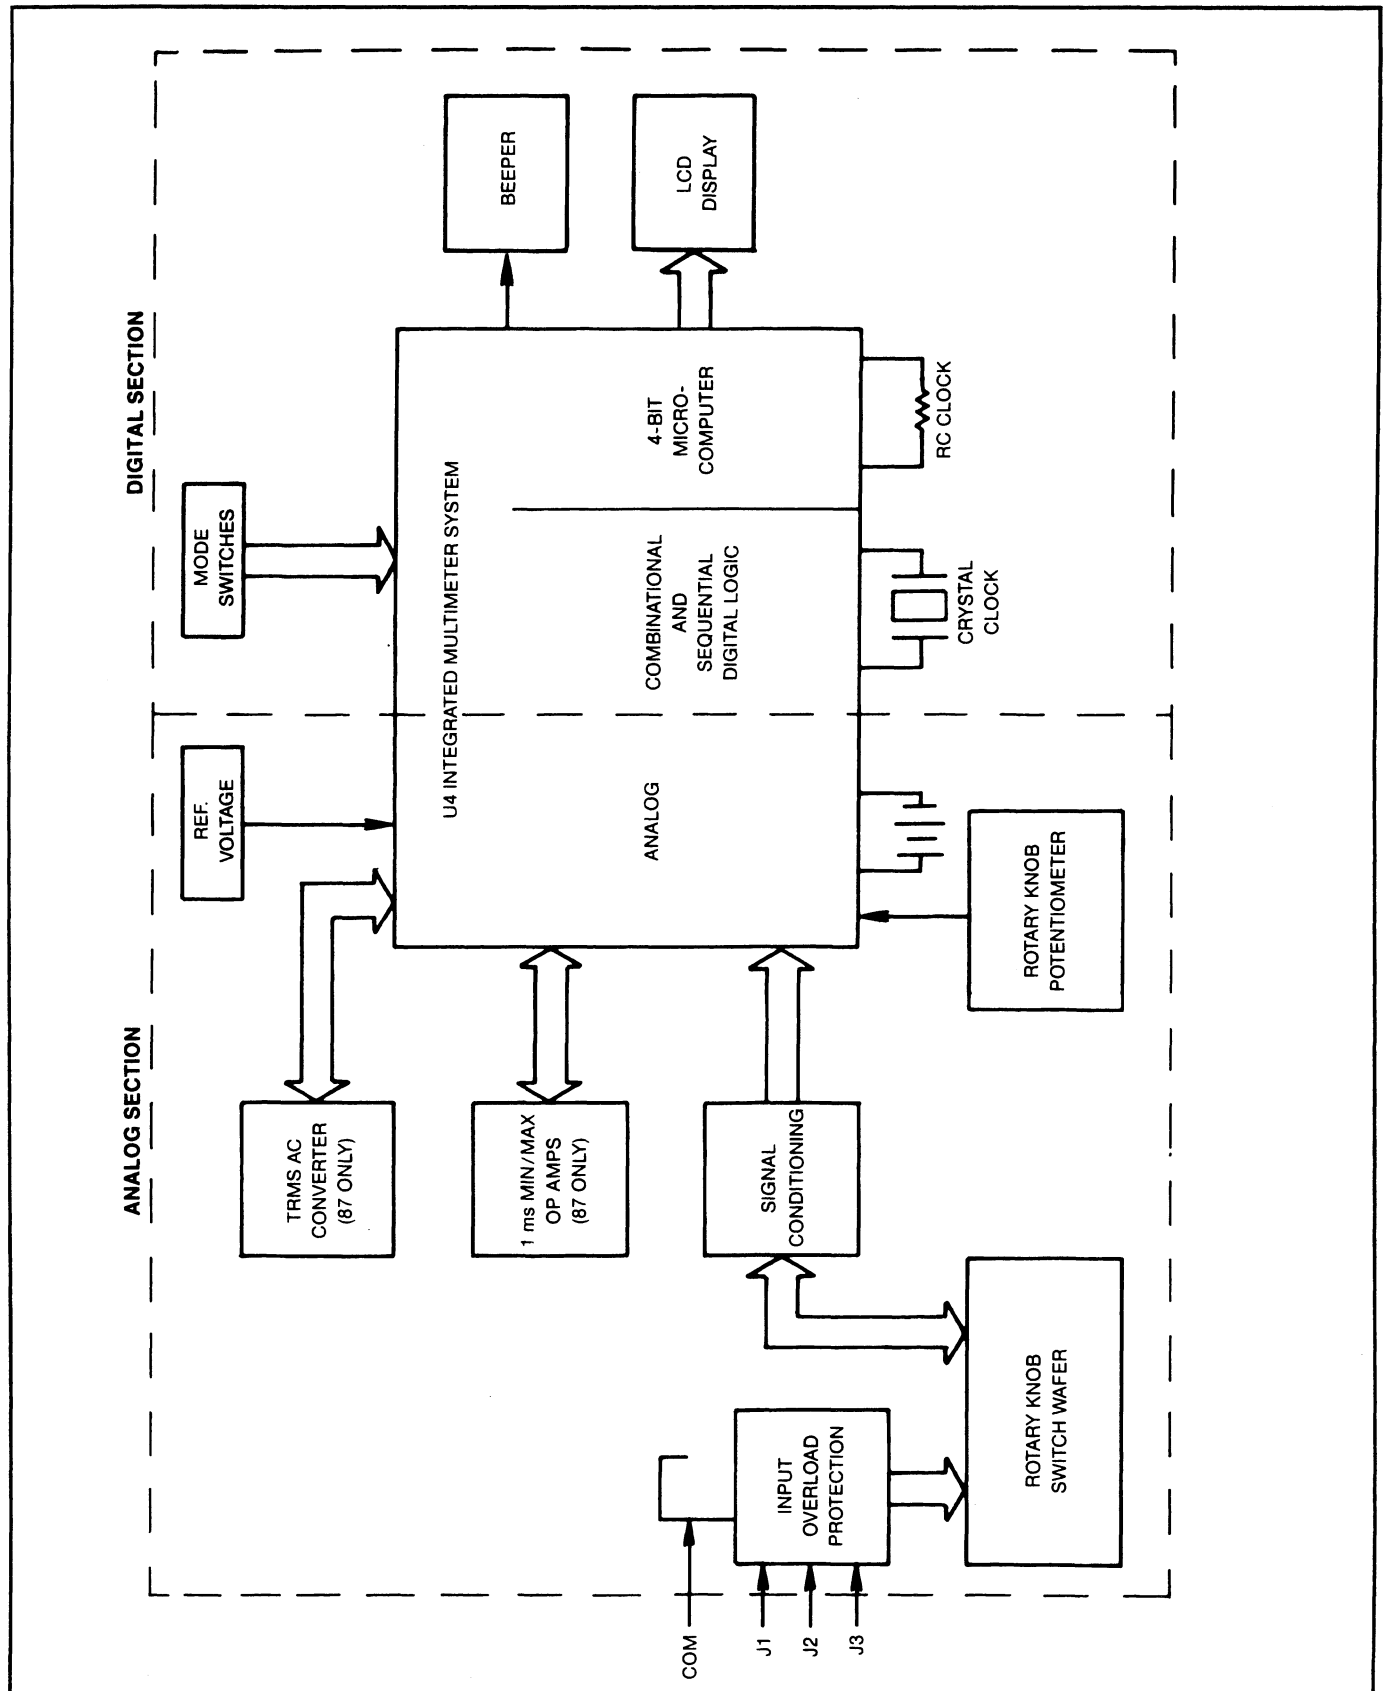 ANALOG SECTION
DIGITAL SECTION
TRMS AC
CONVERTER
(87 ONLY)
REF.
VOLTAGE
MODE
SWITCHES
1 ms MIN/MAX
OP AMPS
(87 ONLY)
U4 INTEGRATED MULTIMETER SYSTEM
BEEPER
COM
J1
J2
J3
INPUT
OVERLOAD
PROTECTION
SIGNAL
CONDITIONING
ANALOG
COMBINATIONAL
AND
SEQUENTIAL
DIGITAL LOGIC
4-BIT
MICRO-
COMPUTER
LCD
DISPLAY
ROTARY KNOB
SWITCH WAFER
ROTARY KNOB
POTENTIOMETER
CRYSTAL
CLOCK
RC CLOCK